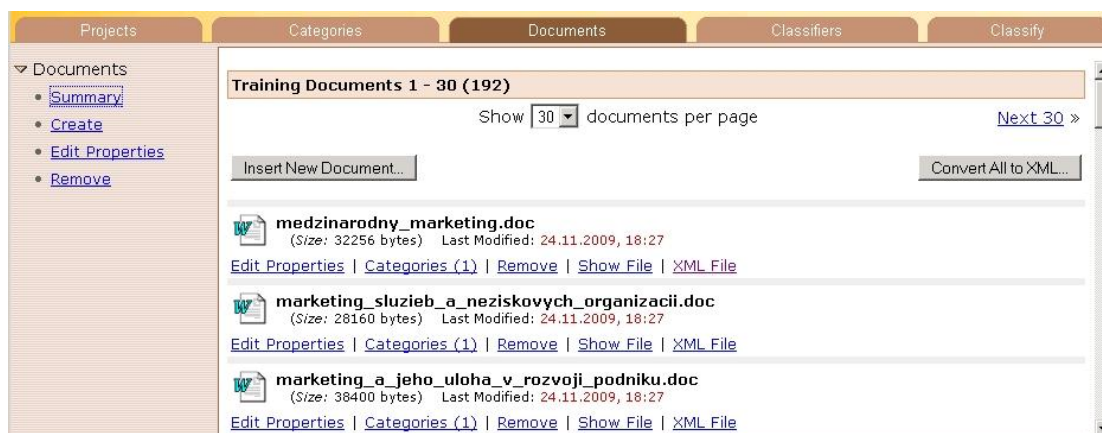 Projects Categories Documents Classifiers Classify
Documents
Summary
Create
Edit Properties
Remove
Training Documents 1 - 30 (192)
Show 30 documents per page Next 30 »
Insert New Document... Convert All to XML...
medzinarodny_marketing.doc
(Size: 32256 bytes) Last Modified: 24.11.2009, 18:27
Edit Properties | Categories (1) | Remove | Show File | XML File
marketing_sluzieb_a_neziskovych_organizacii.doc
(Size: 28160 bytes) Last Modified: 24.11.2009, 18:27
Edit Properties | Categories (1) | Remove | Show File | XML File
marketing_a_jeho_uloha_v_rozvoji_podniku.doc
(Size: 38400 bytes) Last Modified: 24.11.2009, 18:27
Edit Properties | Categories (1) | Remove | Show File | XML File